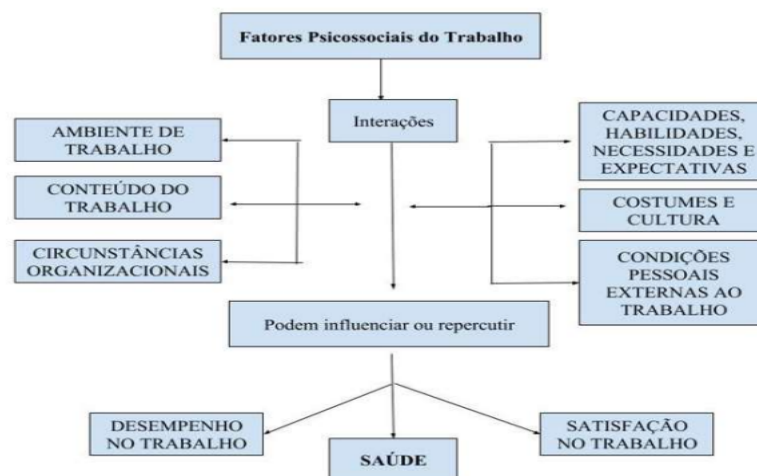 Fatores Psicossociais do Trabalho
Interações
AMBIENTE DE
TRABALHO
CONTEÚDO DO
TRABALHO
CIRCUNSTÂNCIAS
ORGANIZACIONAIS
CAPACIDADES,
HABILIDADES,
NECESSIDADES E
EXPECTATIVAS
COSTUMES E
CULTURA
CONDIÇÕES
PESSOAIS
EXTERNAS AO
TRABALHO
Podem influenciar ou repercutir
DESEMPENHO
NO TRABALHO
SAÚDE
SATISFAÇÃO
NO TRABALHO